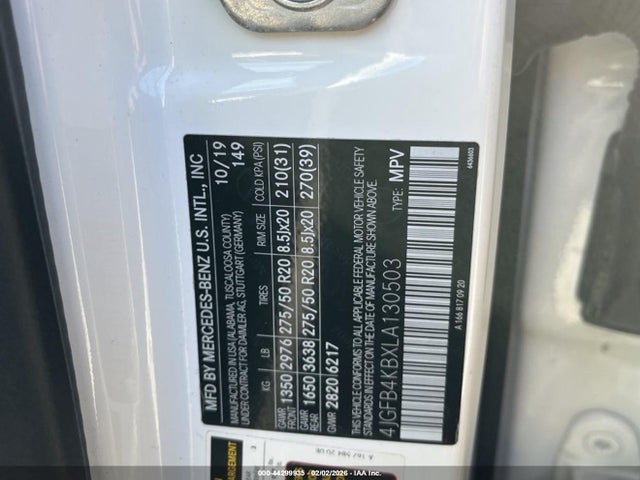 MFD BY MERCEDES-BENZ U.S. INTL., INC
MANUFACTURED IN USA (ALABAMA, TUSCALOOSA COUNTY) 10/19
UNDER CONTRACT FOR DAIMLER AG, STUTTGART (GERMANY) 149
KG LB TIRES RIM SIZE COLD KPA (PSI)
GAWR FRONT 1350 2976 275/50 R20 8.5Jx20 210(31)
GAWR REAR 1650 3638 275/50 R20 8.5Jx20 270(39)
GWR 2820 6217
THIS VEHICLE CONFORMS TO ALL APPLICABLE FEDERAL MOTOR VEHICLE SAFETY
STANDARDS IN EFFECT ON THE DATE OF MANUFACTURE SHOWN ABOVE.
4JGFB4KBXLA130503 TYPE: MPV
A 166 817 09 20 6436603
00-44299935 - 02/02/2026 - IAA, Inc.